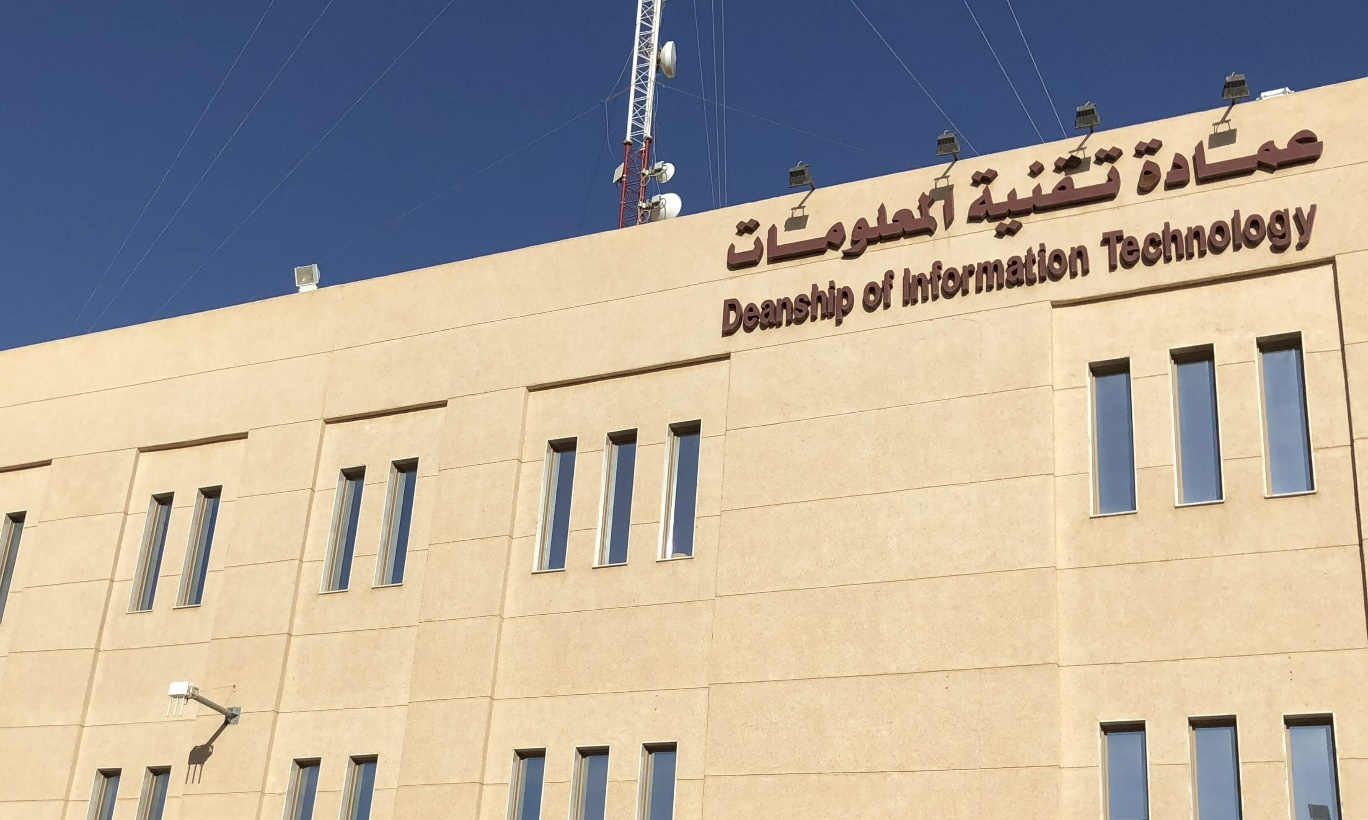 عمادة تقنية المعلومات
Deanship of Information Technology